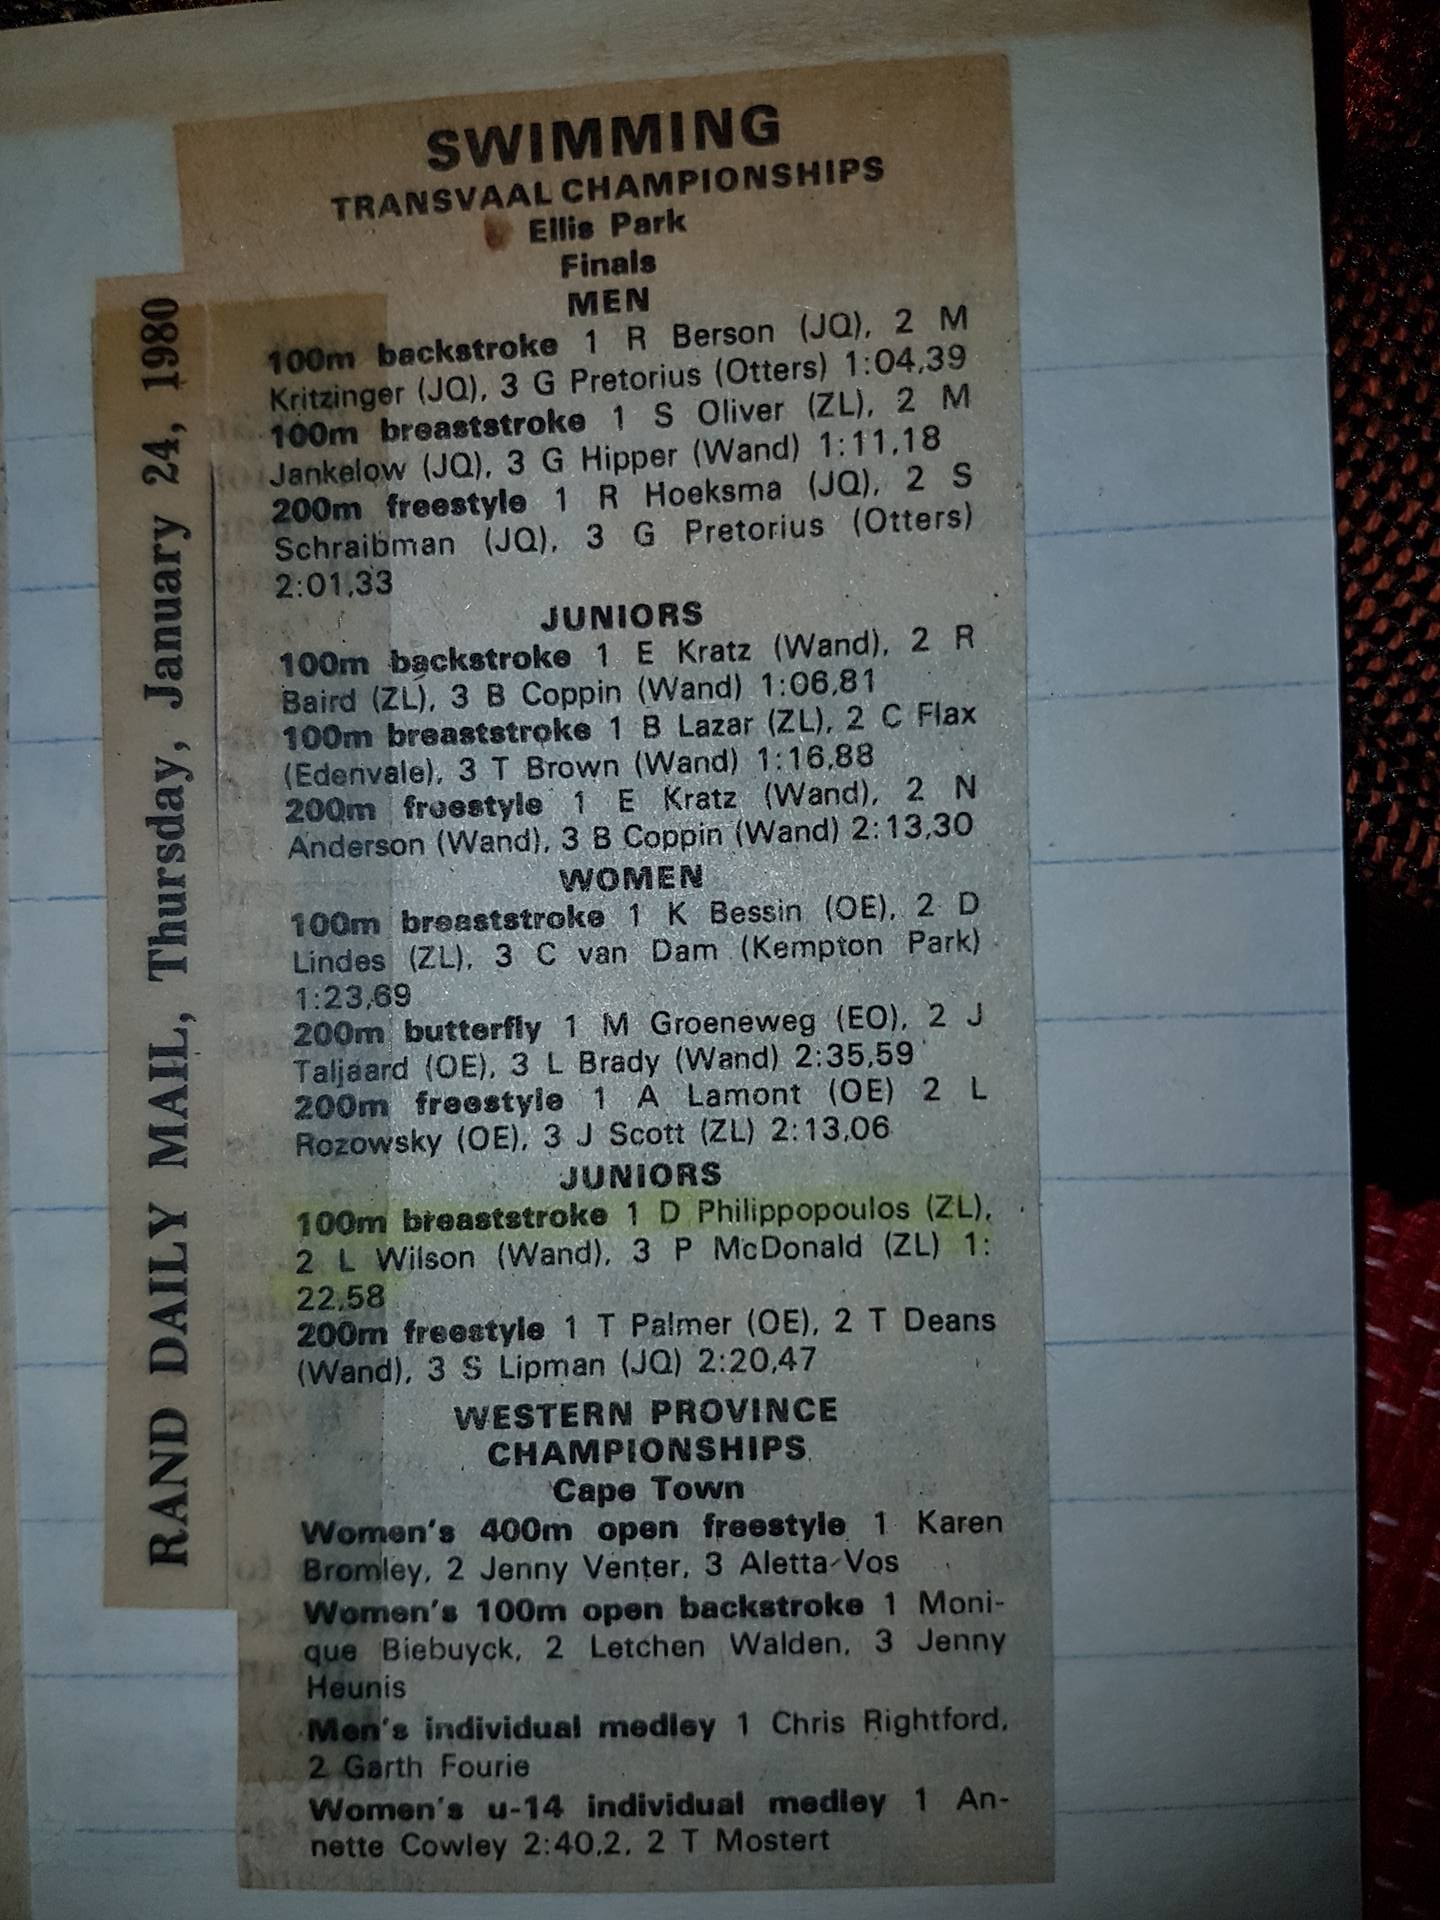 SWIMMING
TRANSVAAL CHAMPIONSHIPS
Ellis Park
Finals
MEN
100m backstroke 1 R Berson (JQ), 2 M
Kritzinger (JQ), 3 G Pretorius (Otters) 1:04,39
100m breaststroke 1 S Oliver (ZL), 2 M
Jankelow (JQ), 3 G Hipper (Wand) 1:11,18
200m freestyle 1 R Hoeksma (JQ), 2 S
Schraibman (JQ), 3 G Pretorius (Otters)
2:01,33
JUNIORS
100m backstroke 1 E Kratz (Wand), 2 R
Baird (ZL), 3 B Coppin (Wand) 1:06,81
100m breaststroke 1 B Lazar (ZL), 2 C Flax
(Edenvale), 3 T Brown (Wand) 1:16,88
200m freestyle 1 E Kratz (Wand), 2 N
Anderson (Wand), 3 B Coppin (Wand) 2:13,30
WOMEN
100m breaststroke 1 K Bessin (OE), 2 D
Lindes (ZL), 3 C van Dam (Kempton Park)
1:23,69
200m butterfly 1 M Groeneweg (EO), 2 J
Taljaard (OE), 3 L Brady (Wand) 2:35,59
200m freestyle 1 A Lamont (OE) 2 L
Rozowsky (OE), 3 J Scott (ZL) 2:13,06
JUNIORS
100m breaststroke 1 D Philippopoulos (ZL),
2 L Wilson (Wand), 3 P McDonald (ZL) 1:
22,58
200m freestyle 1 T Palmer (OE), 2 T Deans
(Wand), 3 S Lipman (JQ) 2:20,47
WESTERN PROVINCE
CHAMPIONSHIPS
Cape Town
Women's 400m open freestyle 1 Karen
Bromley, 2 Jenny Venter, 3 Aletta Vos
Women's 100m open backstroke 1 Moni-
que Biebuyck, 2 Letchen Walden, 3 Jenny
Heunis
Men's individual medley 1 Chris Rightford,
2 Garth Fourie
Women's u-14 individual medley 1 An-
nette Cowley 2:40,2, 2 T Mostert
RAND DAILY MAIL, Thursday, January 24, 1980